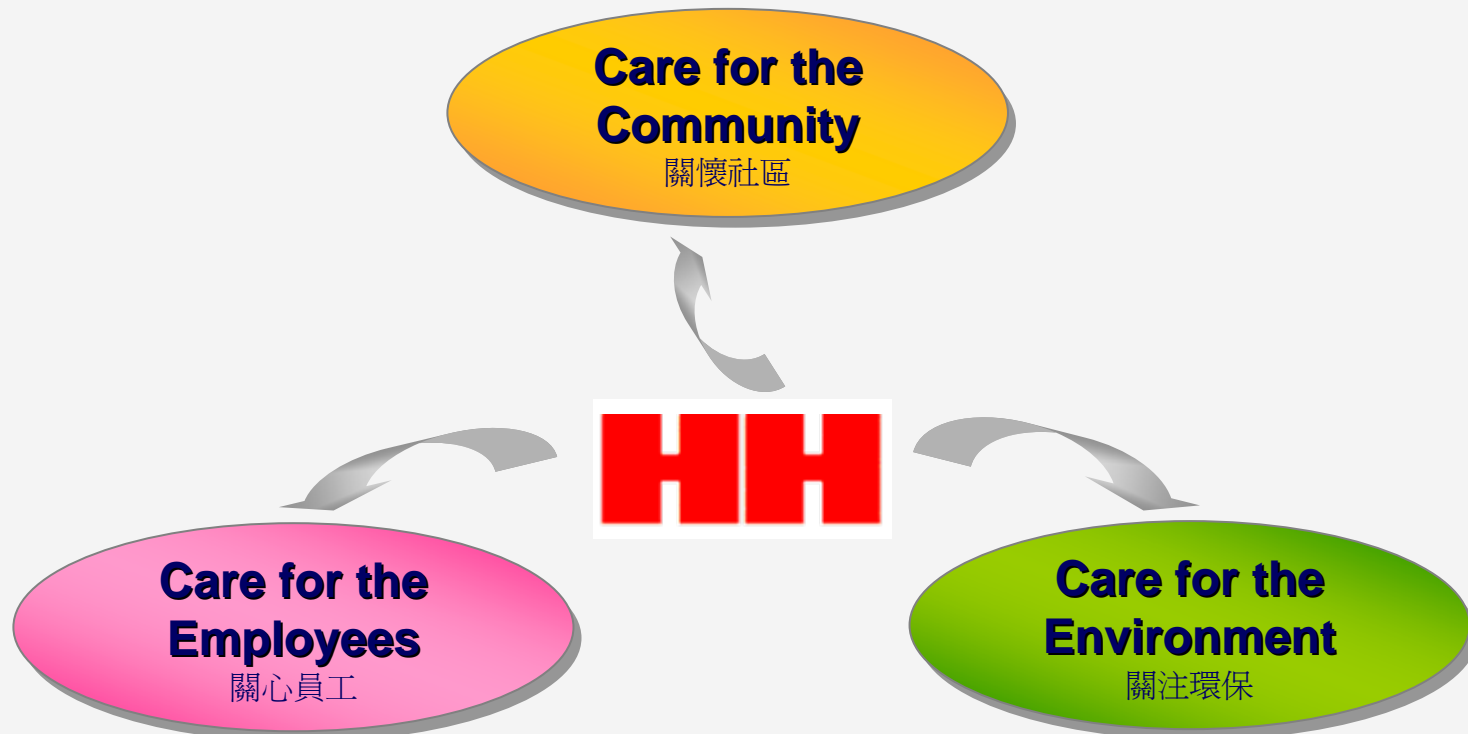 Care for the
Community
關懷社區
HH
Care for the
Employees
關心員工
Care for the
Environment
關注環保